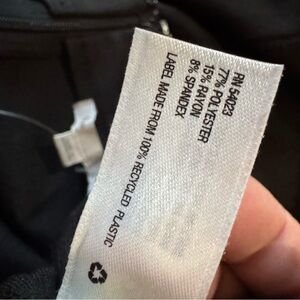 RN 54023
77% POLYESTER
15% RAYON
8% SPANDEX
LABEL MADE FROM 100% RECYCLED PLASTIC